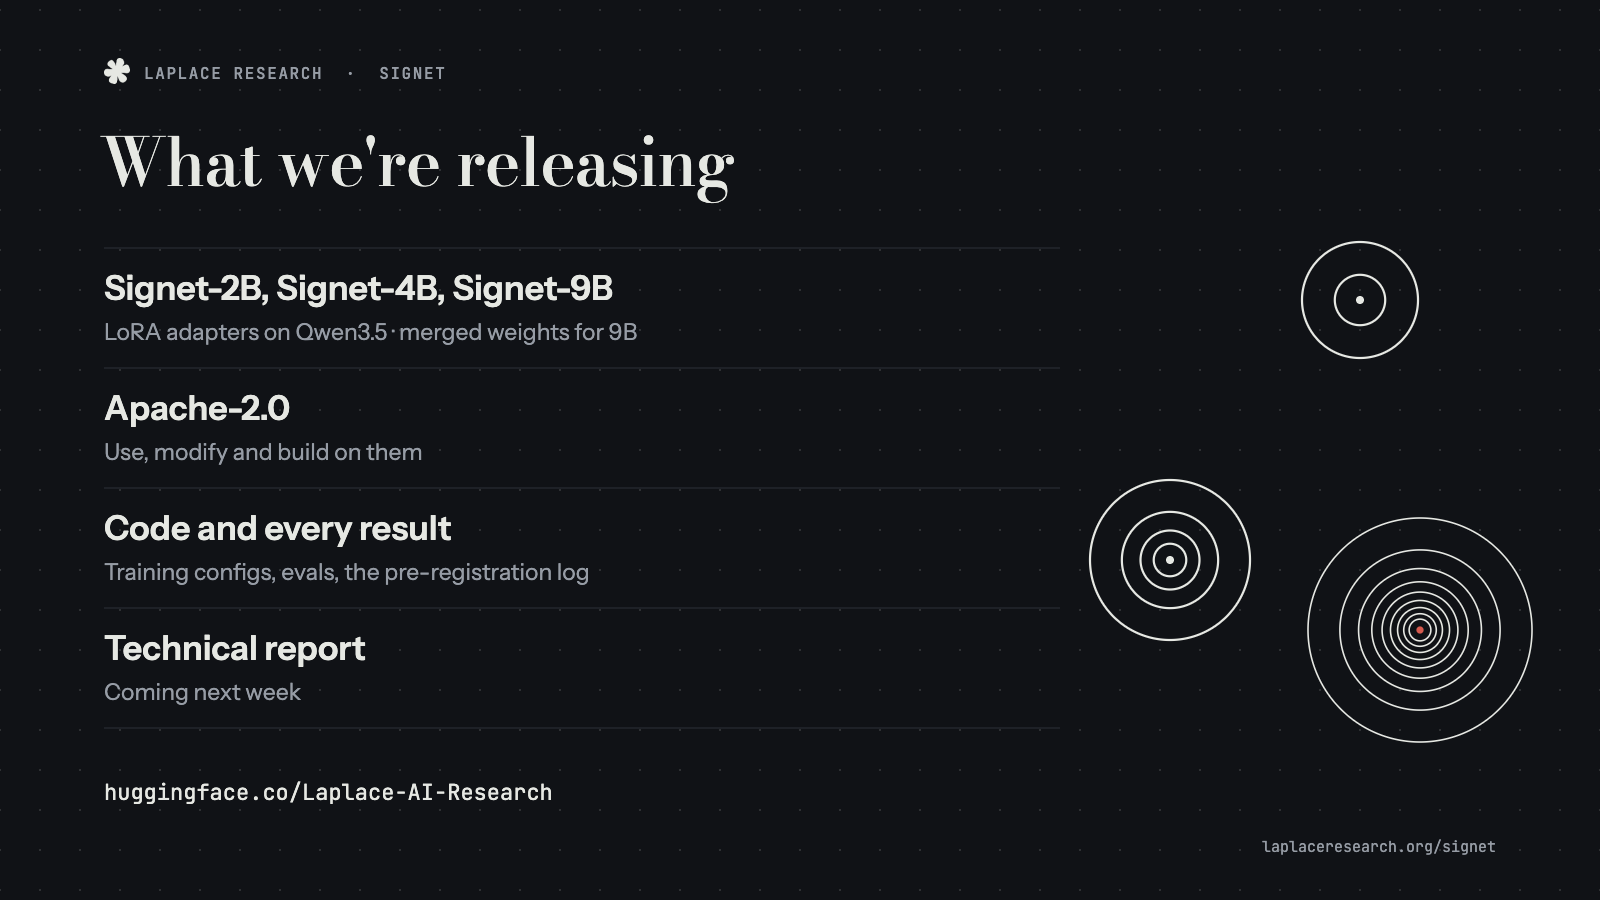 LAPLACE RESEARCH · SIGNET
What we're releasing
Signet-2B, Signet-4B, Signet-9B
LoRA adapters on Qwen3.5 · merged weights for 9B
Apache-2.0
Use, modify and build on them
Code and every result
Training configs, evals, the pre-registration log
Technical report
Coming next week
huggingface.co/Laplace-AI-Research
laplaceresearch.org/signet